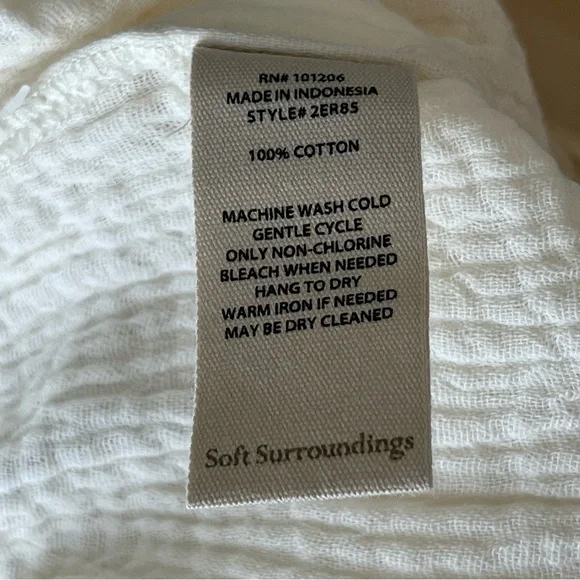 RN# 101206
MADE IN INDONESIA
STYLE# 2ER85
100% COTTON
MACHINE WASH COLD
GENTLE CYCLE
ONLY NON-CHLORINE
BLEACH WHEN NEEDED
HANG TO DRY
WARM IRON IF NEEDED
MAY BE DRY CLEANED
Soft Surroundings